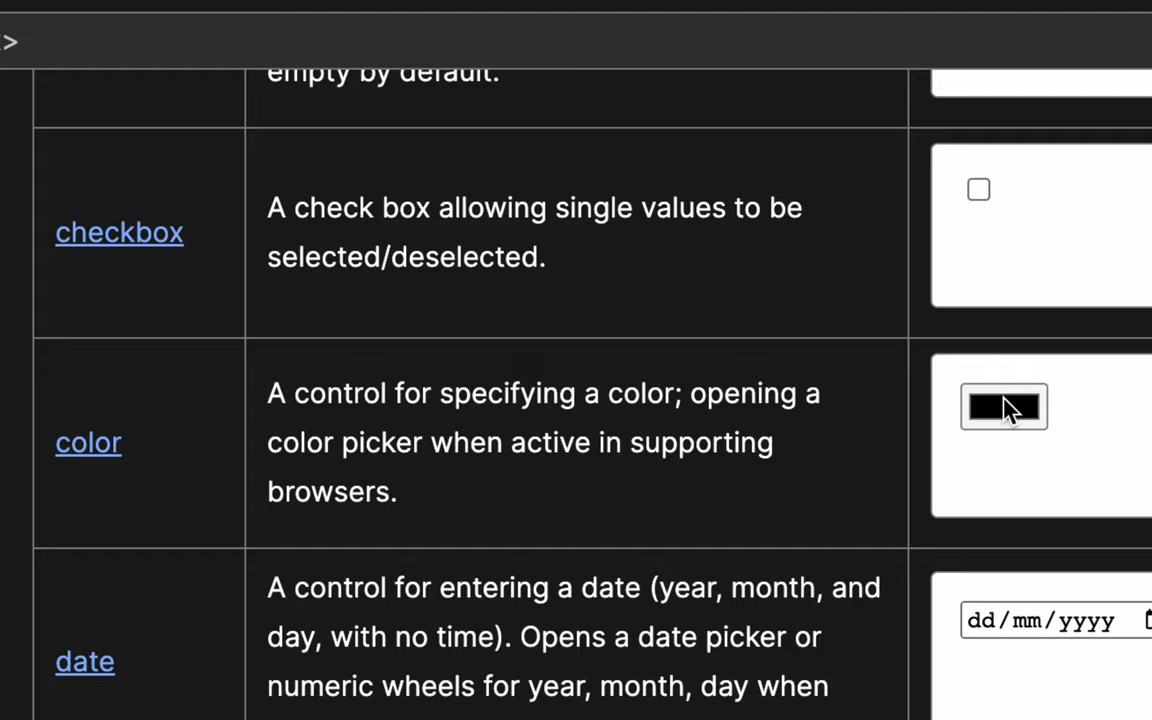 >
empty by default.
checkbox
A check box allowing single values to be
selected/deselected.
color
A control for specifying a color; opening a
color picker when active in supporting
browsers.
date
A control for entering a date (year, month, and
day, with no time). Opens a date picker or
numeric wheels for year, month, day when
dd/mm/yyyy